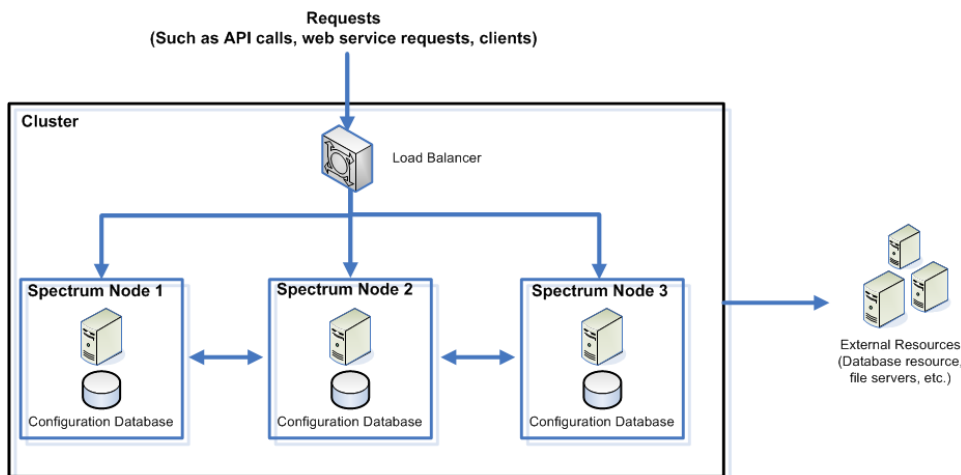 Requests
(Such as API calls, web service requests, clients)
Cluster
Load Balancer
Spectrum Node 1
Spectrum Node 2
Spectrum Node 3
Configuration Database
Configuration Database
Configuration Database
External Resources
(Database resource,
file servers, etc.)